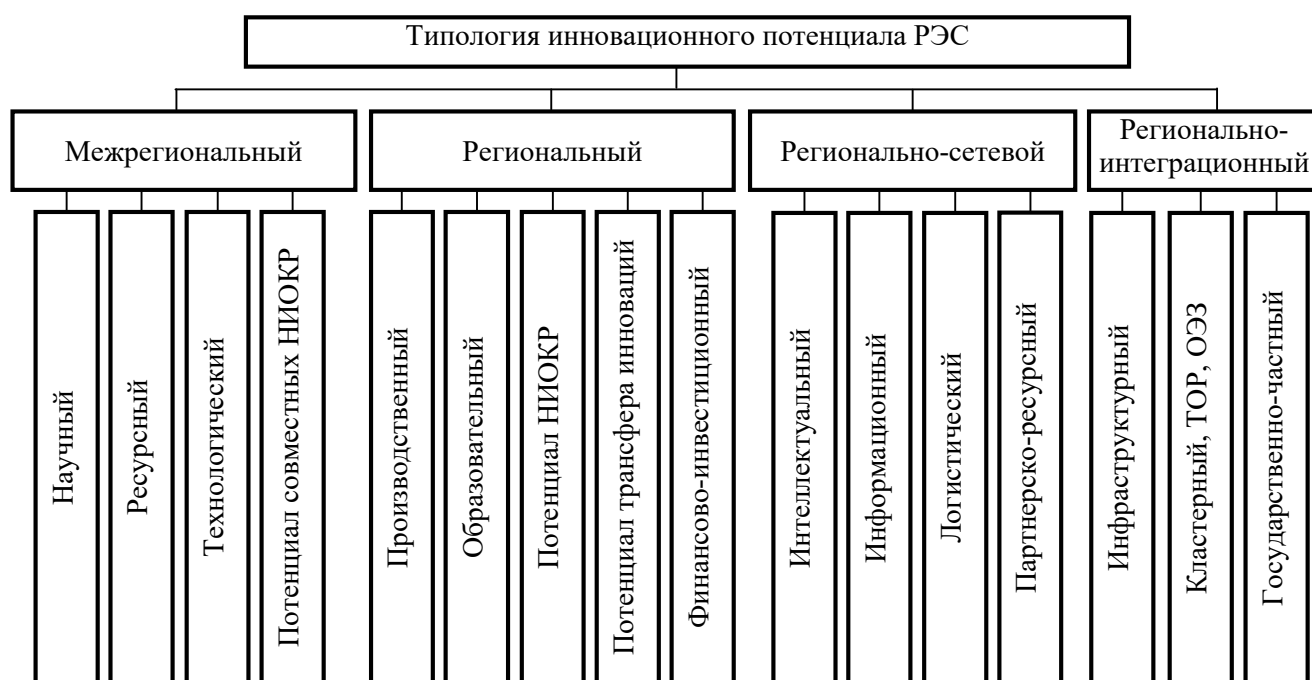 Типология инновационного потенциала РЭС
Межрегиональный
Региональный
Регионально-сетевой
Регионально-
интеграционный
Научный
Ресурсный
Технологический
Потенциал совместных НИОКР
Производственный
Образовательный
Потенциал НИОКР
Потенциал трансфера инноваций
Финансово-инвестиционный
Интеллектуальный
Информационный
Логистический
Партнерско-ресурсный
Инфраструктурный
Кластерный, ТОР, ОЭЗ
Государственно-частный